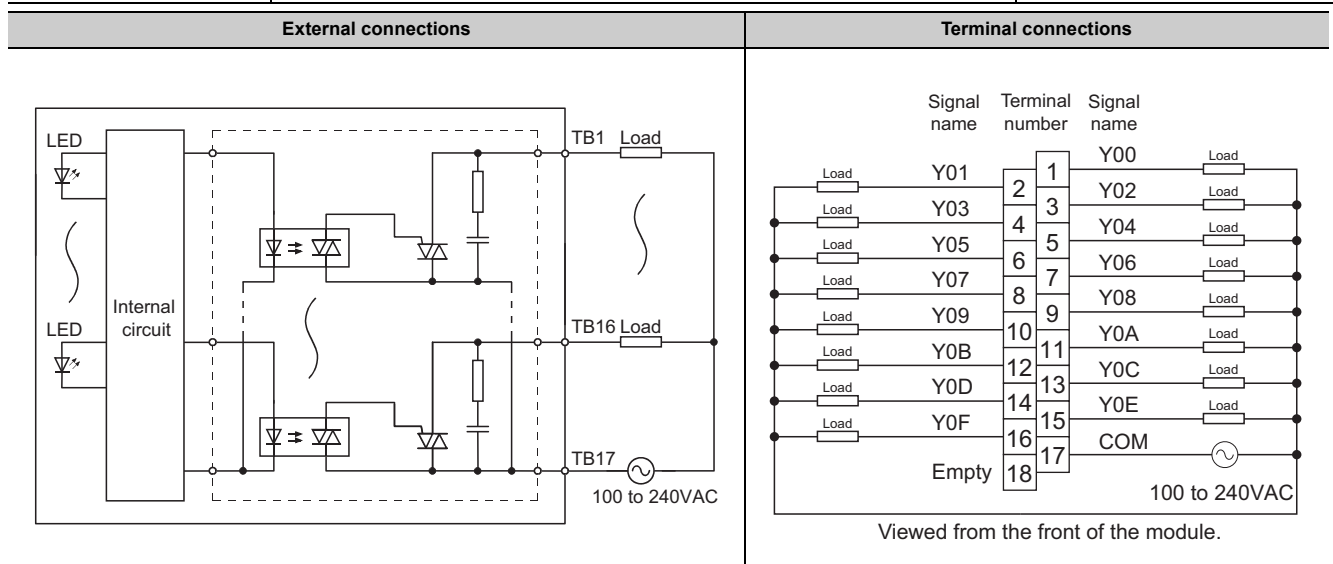 External connections
Terminal connections
LED
Internal
circuit
LED
TB1 Load
TB16 Load
TB17
100 to 240VAC
Signal name
Terminal number
Signal name
1 Y00 Load
Load Y01 2
3 Y02 Load
Load Y03 4
5 Y04 Load
Load Y05 6
7 Y06 Load
Load Y07 8
9 Y08 Load
Load Y09 10
11 Y0A Load
Load Y0B 12
13 Y0C Load
Load Y0D 14
15 Y0E Load
Load Y0F 16
17 COM
Empty 18
100 to 240VAC
Viewed from the front of the module.